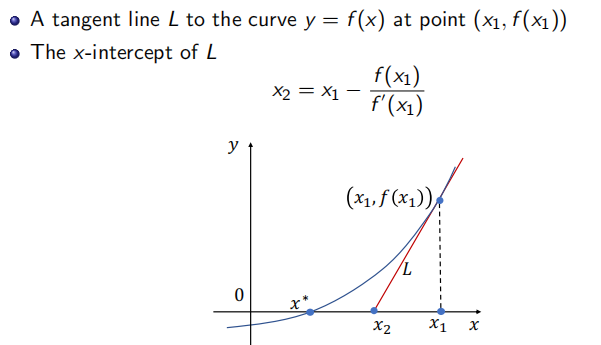 A tangent line L to the curve y = f(x) at point (x₁, f(x₁))
The x-intercept of L
x₂ = x₁ − f(x₁) / f′(x₁)
y
(x₁, f(x₁))
L
0
x*
x₂
x₁
x